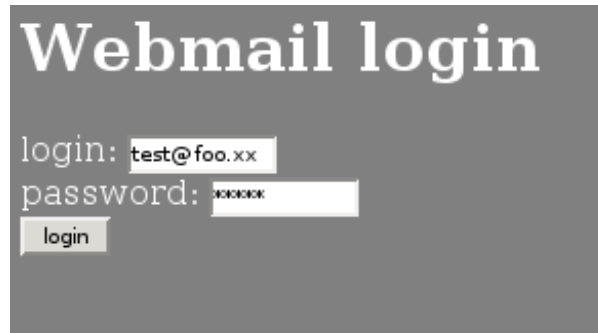 Webmail login
login: test@foo.xx
password: *****
login